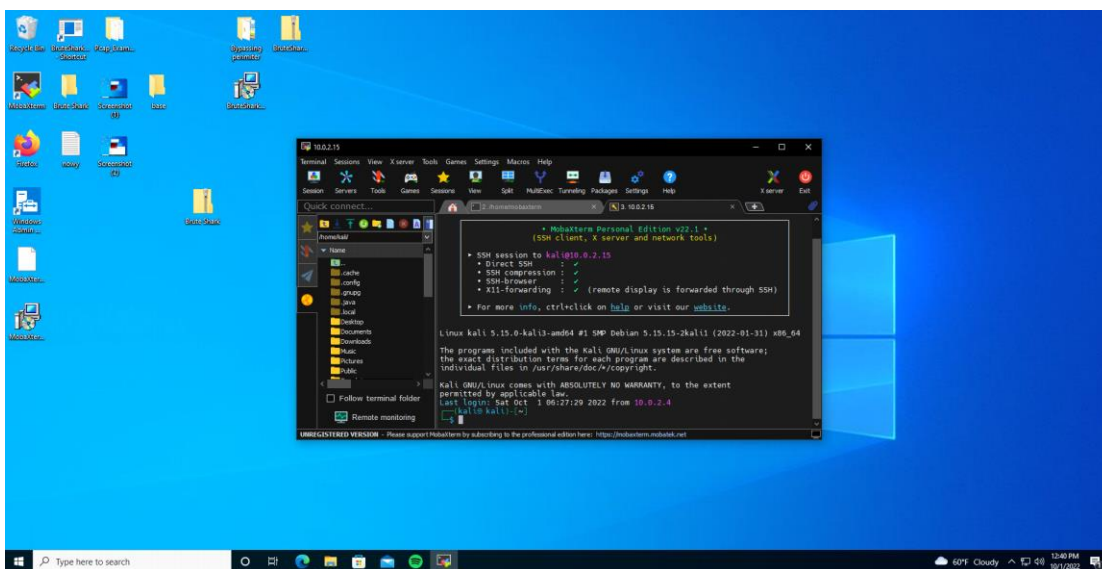 Recycle Bin
BruteShark... - Shortcut
Pcap_Exam...
Bypassing perimiter
BruteShar...
MobaXterm
Brute Shark
Screenshot (1)
base
BruteShark...
Firefox
nowy
Screenshot (2)
Windows Admin ...
Brute Shark
MobaXter...
MobaXter...
10.0.2.15
Terminal Sessions View X server Tools Games Settings Macros Help
Session Servers Tools Games Sessions View Split MultiExec Tunneling Packages Settings Help X server Exit
Quick connect...
2. /home/mobaxterm
3. 10.0.2.15
/home/kali/
Name
..
.cache
.config
.gnupg
.java
.local
Desktop
Documents
Downloads
Music
Pictures
Public
Follow terminal folder
Remote monitoring
• MobaXterm Personal Edition v22.1 •
(SSH client, X server and network tools)
► SSH session to kali@10.0.2.15
• Direct SSH : ✓
• SSH compression : ✓
• SSH-browser : ✓
• X11-forwarding : ✓ (remote display is forwarded through SSH)
► For more info, ctrl+click on help or visit our website.
Linux kali 5.15.0-kali3-amd64 #1 SMP Debian 5.15.15-2kali1 (2022-01-31) x86_64
The programs included with the Kali GNU/Linux system are free software;
the exact distribution terms for each program are described in the
individual files in /usr/share/doc/*/copyright.
Kali GNU/Linux comes with ABSOLUTELY NO WARRANTY, to the extent
permitted by applicable law.
Last login: Sat Oct 1 06:27:29 2022 from 10.0.2.4
┌──(kali㉿kali)-[~]
└─$
UNREGISTERED VERSION - Please support MobaXterm by subscribing to the professional edition here: https://mobaxterm.mobatek.net
Type here to search
60°F Cloudy
12:40 PM
10/1/2022